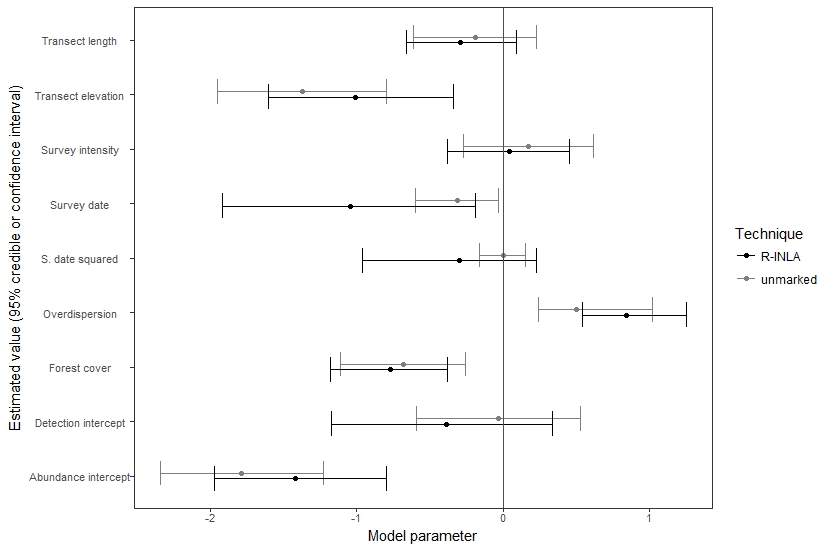 Estimated value (95% credible or confidence interval)
Transect length
Transect elevation
Survey intensity
Survey date
S. date squared
Overdispersion
Forest cover
Detection intercept
Abundance intercept
-2
-1
0
1
Model parameter
Technique
R-INLA
unmarked